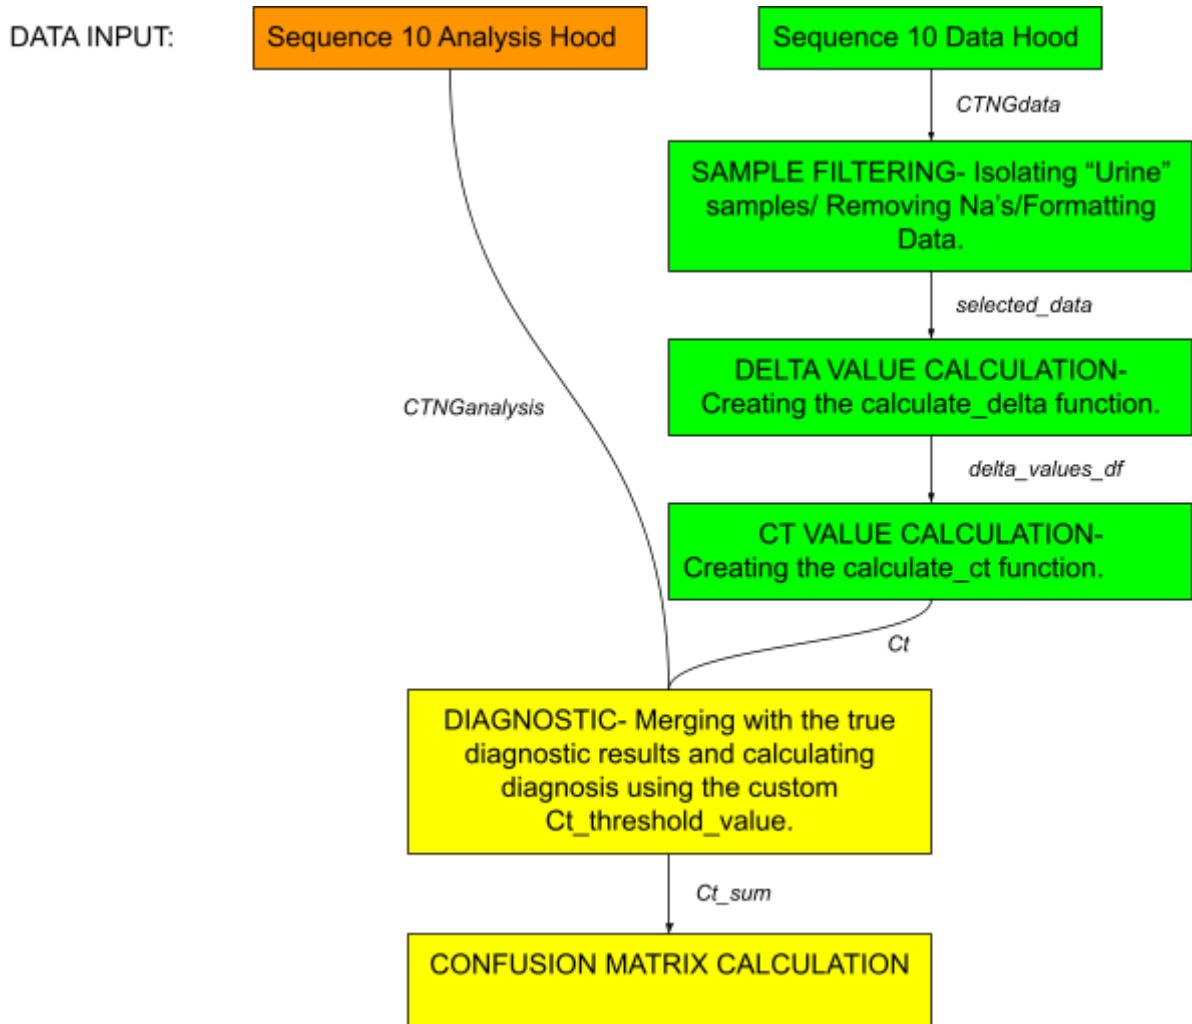 DATA INPUT:
Sequence 10 Analysis Hood
Sequence 10 Data Hood
CTNGdata
SAMPLE FILTERING- Isolating “Urine”
samples/ Removing Na’s/Formatting
Data.
selected_data
DELTA VALUE CALCULATION-
Creating the calculate_delta function.
CTNGanalysis
delta_values_df
CT VALUE CALCULATION-
Creating the calculate_ct function.
Ct
DIAGNOSTIC- Merging with the true
diagnostic results and calculating
diagnosis using the custom
Ct_threshold_value.
Ct_sum
CONFUSION MATRIX CALCULATION